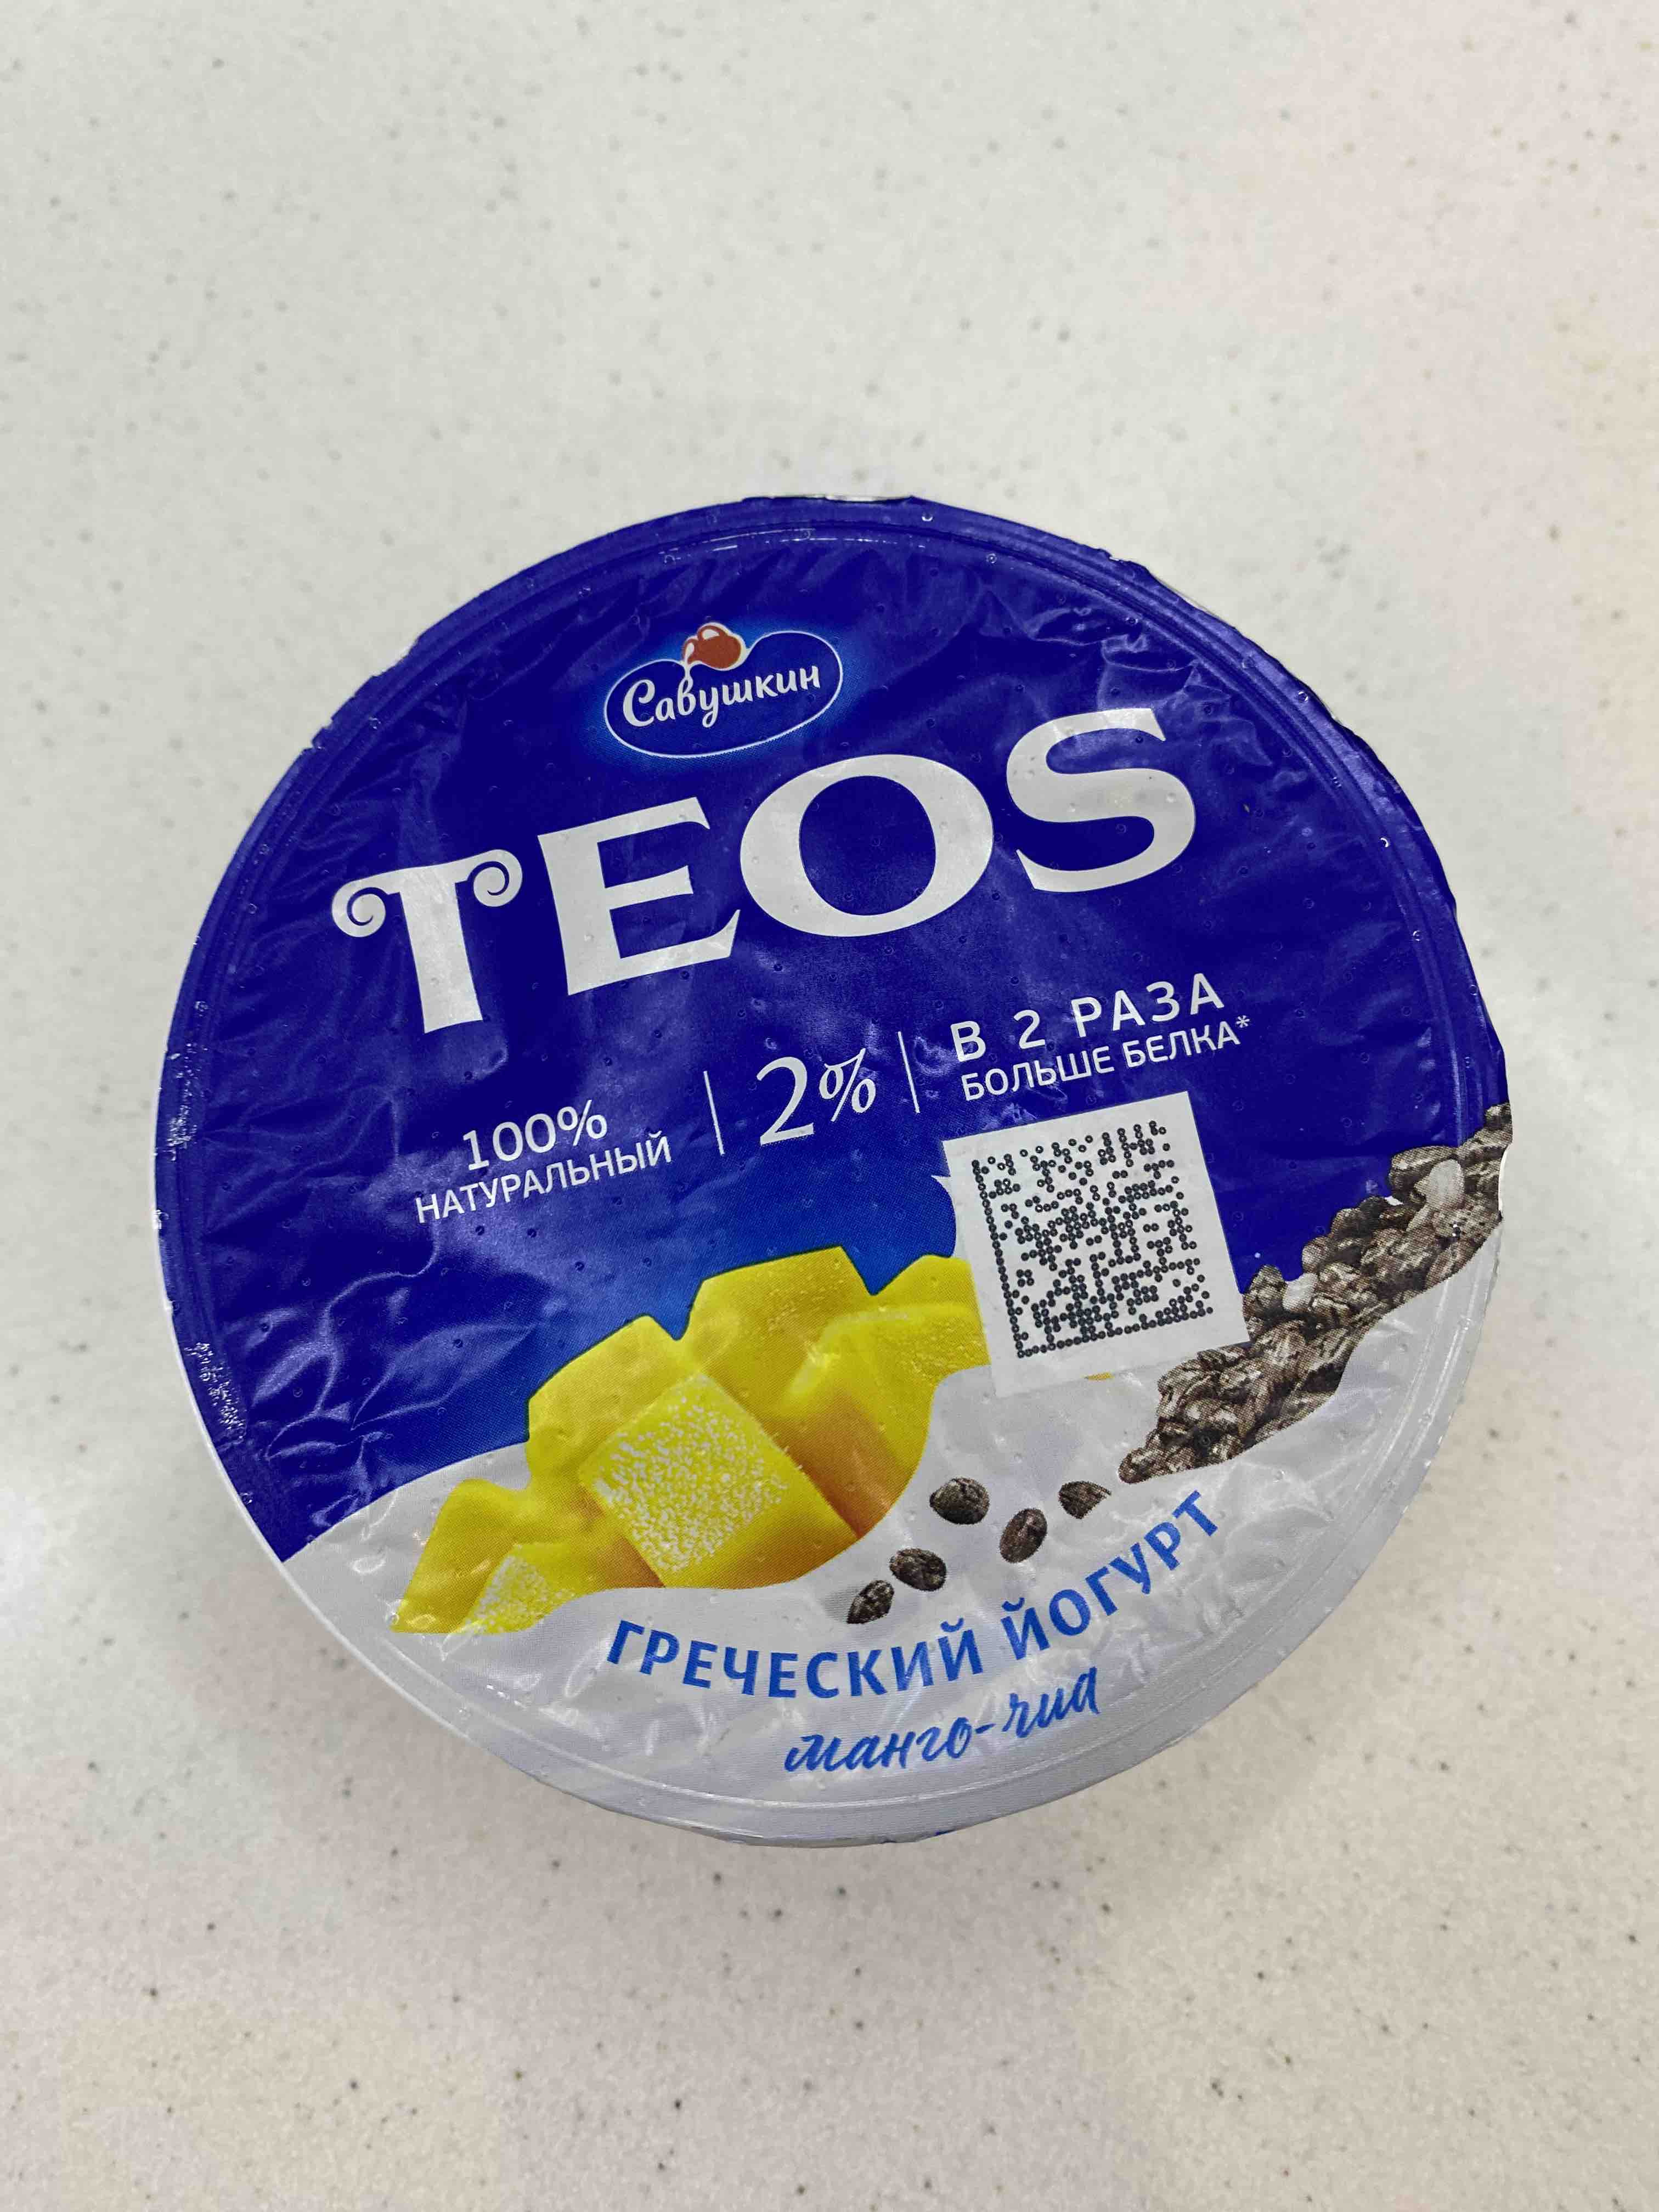 Савушкин
TEOS
100%
НАТУРАЛЬНЫЙ
2%
В 2 РАЗА
БОЛЬШЕ БЕЛКА*
ГРЕЧЕСКИЙ ЙОГУРТ
манго-чиа